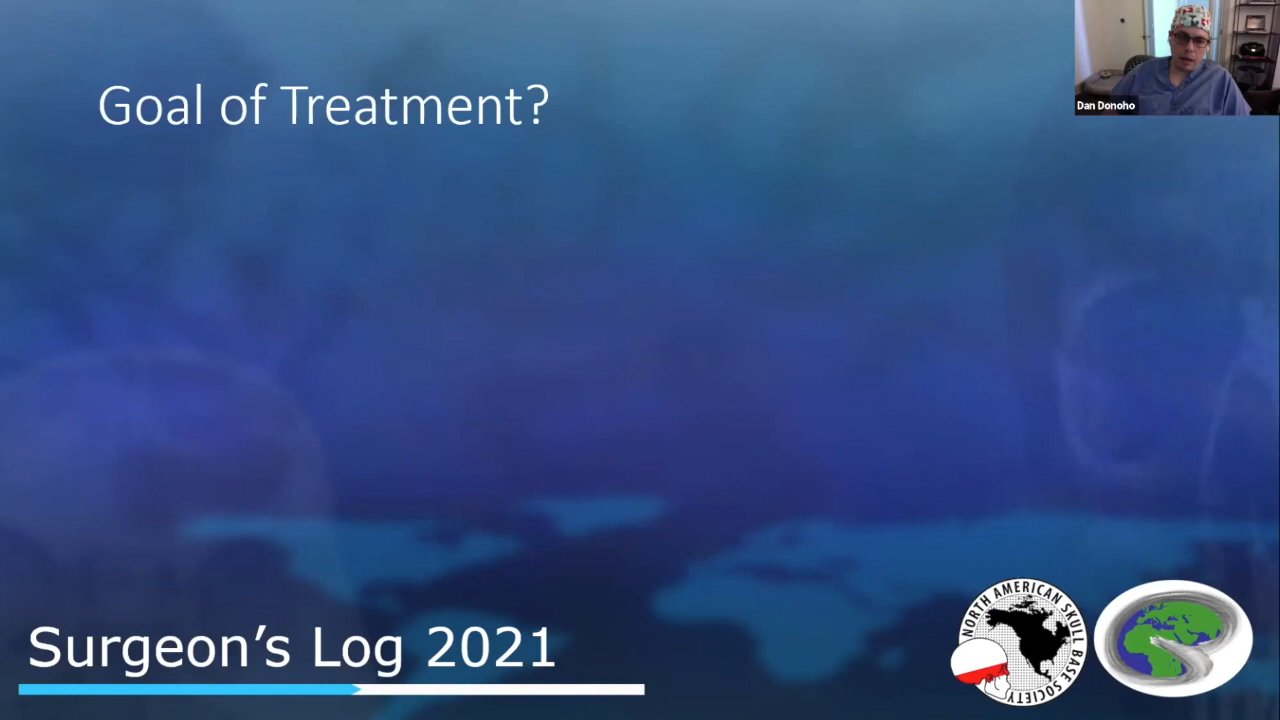 Goal of Treatment?
Dan Donoho
Surgeon's Log 2021
NORTH AMERICAN SKULL BASE SOCIETY